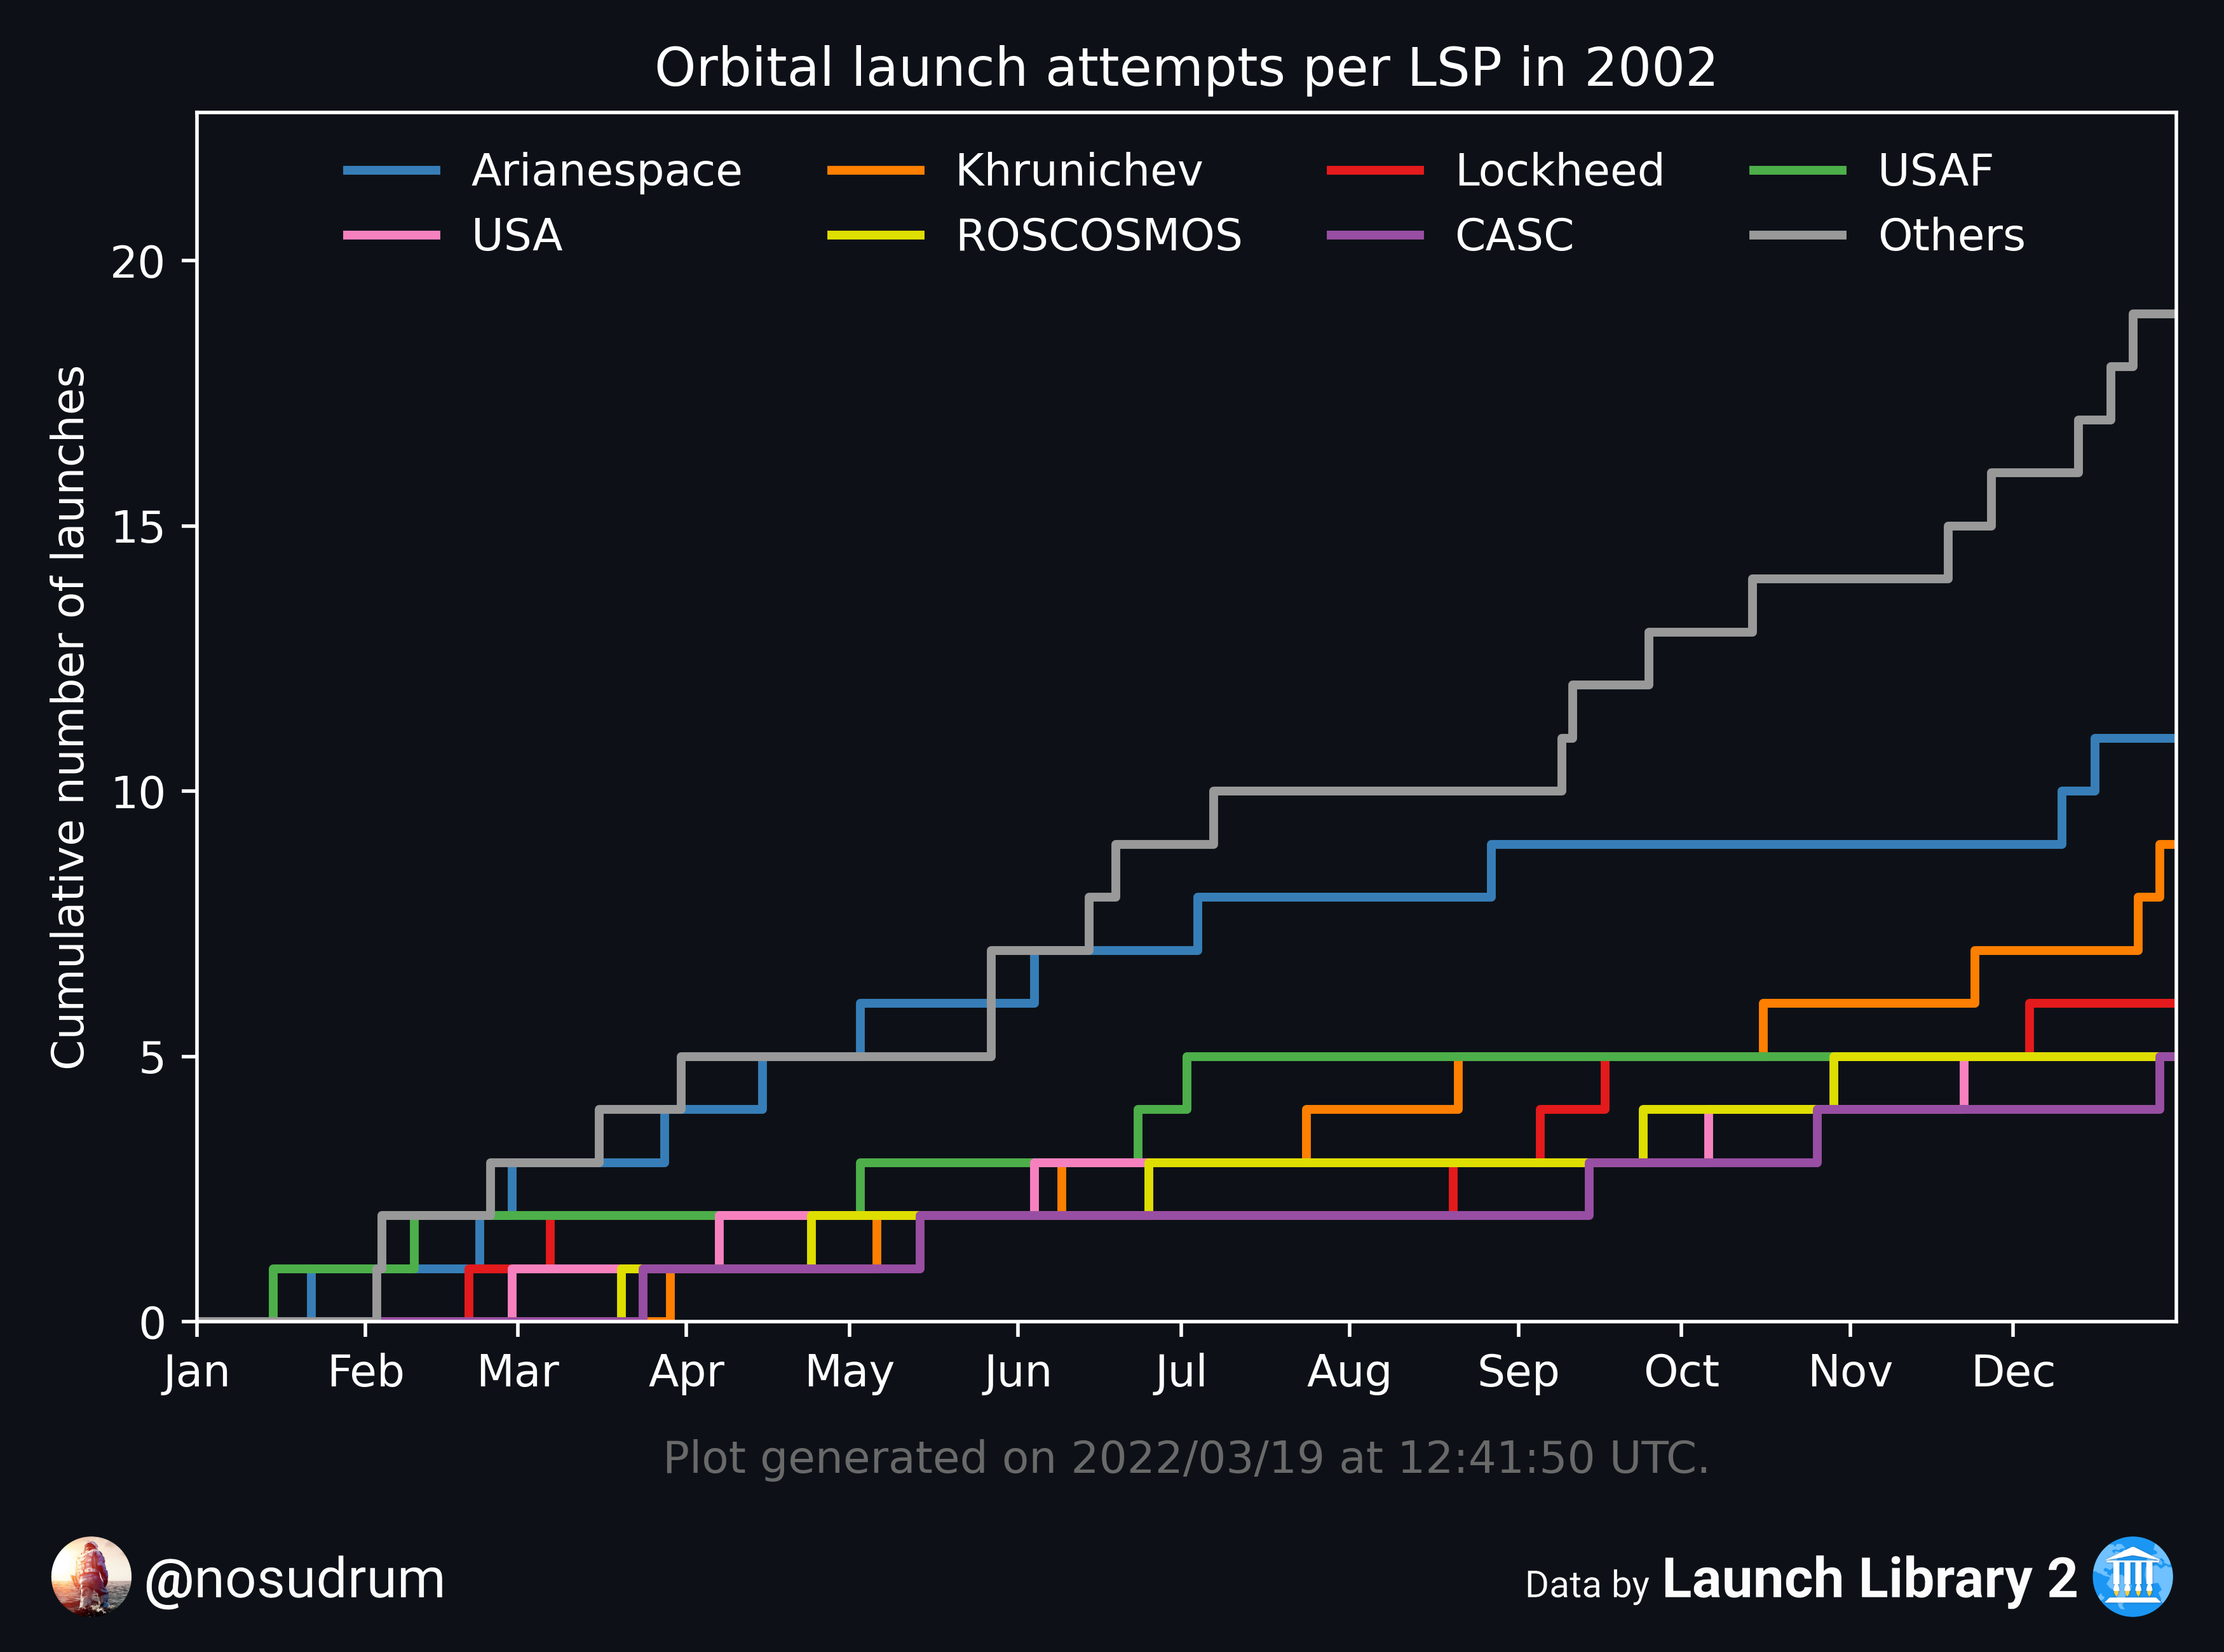 Orbital launch attempts per LSP in 2002
Arianespace Khrunichev Lockheed USAF
USA ROSCOSMOS CASC Others
Cumulative number of launches
20
15
10
5
0
Jan Feb Mar Apr May Jun Jul Aug Sep Oct Nov Dec
Plot generated on 2022/03/19 at 12:41:50 UTC.
@nosudrum
Data by Launch Library 2